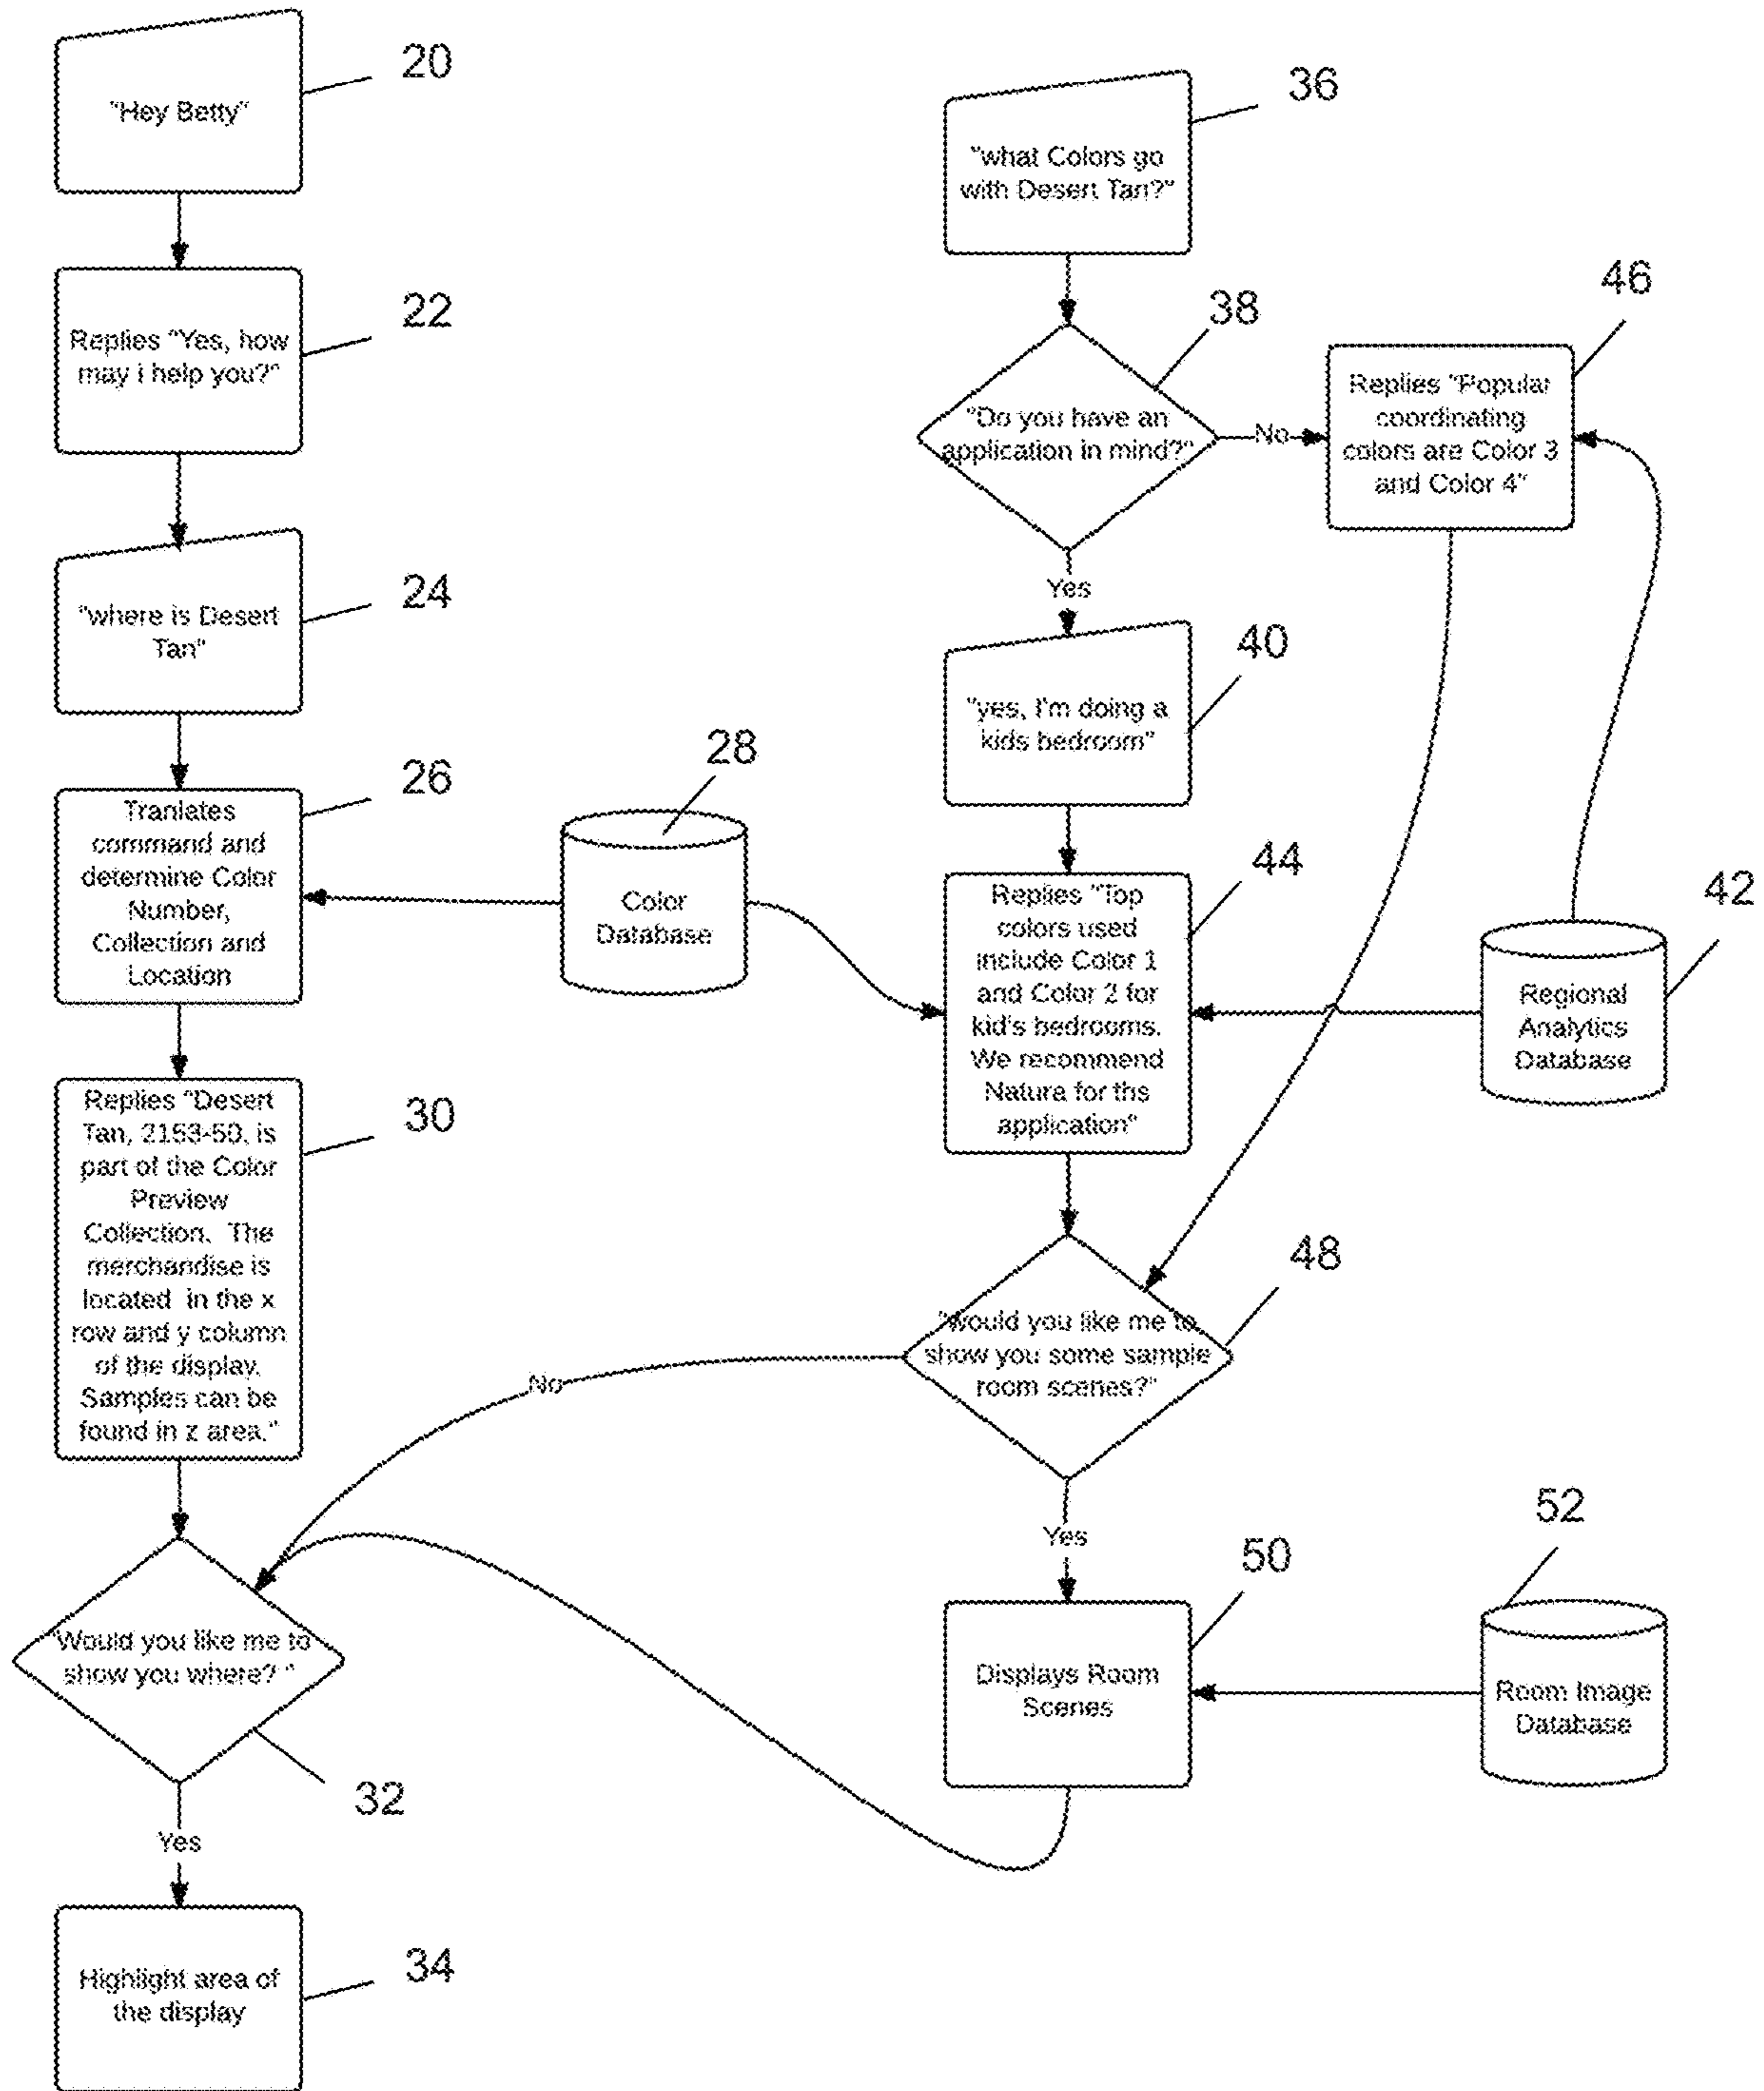 20
"Hey Betty"
22
Replies "Yes, how
may i help you?"
24
"where is Desert
Tan"
26
Tranlates
command and
determine Color
Number,
Collection and
Location
28
Color
Database
30
Replies "Desert
Tan, 2153-50, is
part of the Color
Preview
Collection. The
merchandise is
located in the x
row and y column
of the display.
Samples can be
found in z area."
"Would you like me to
show you where? "
32
Yes
34
Highlight area of
the display
36
"what Colors go
with Desert Tan?"
38
"Do you have an
application in mind?"
No
46
Replies "Popular
coordinating
colors are Color 3
and Color 4"
Yes
40
"yes, I'm doing a
kids bedroom"
44
Replies "Top
colors used
include Color 1
and Color 2 for
kid's bedrooms.
We recommend
Natura for ths
application"
42
Regional
Analytics
Database
48
"would you like me to
show you some sample
room scenes?"
No
Yes
50
Displays Room
Scenes
52
Room Image
Database